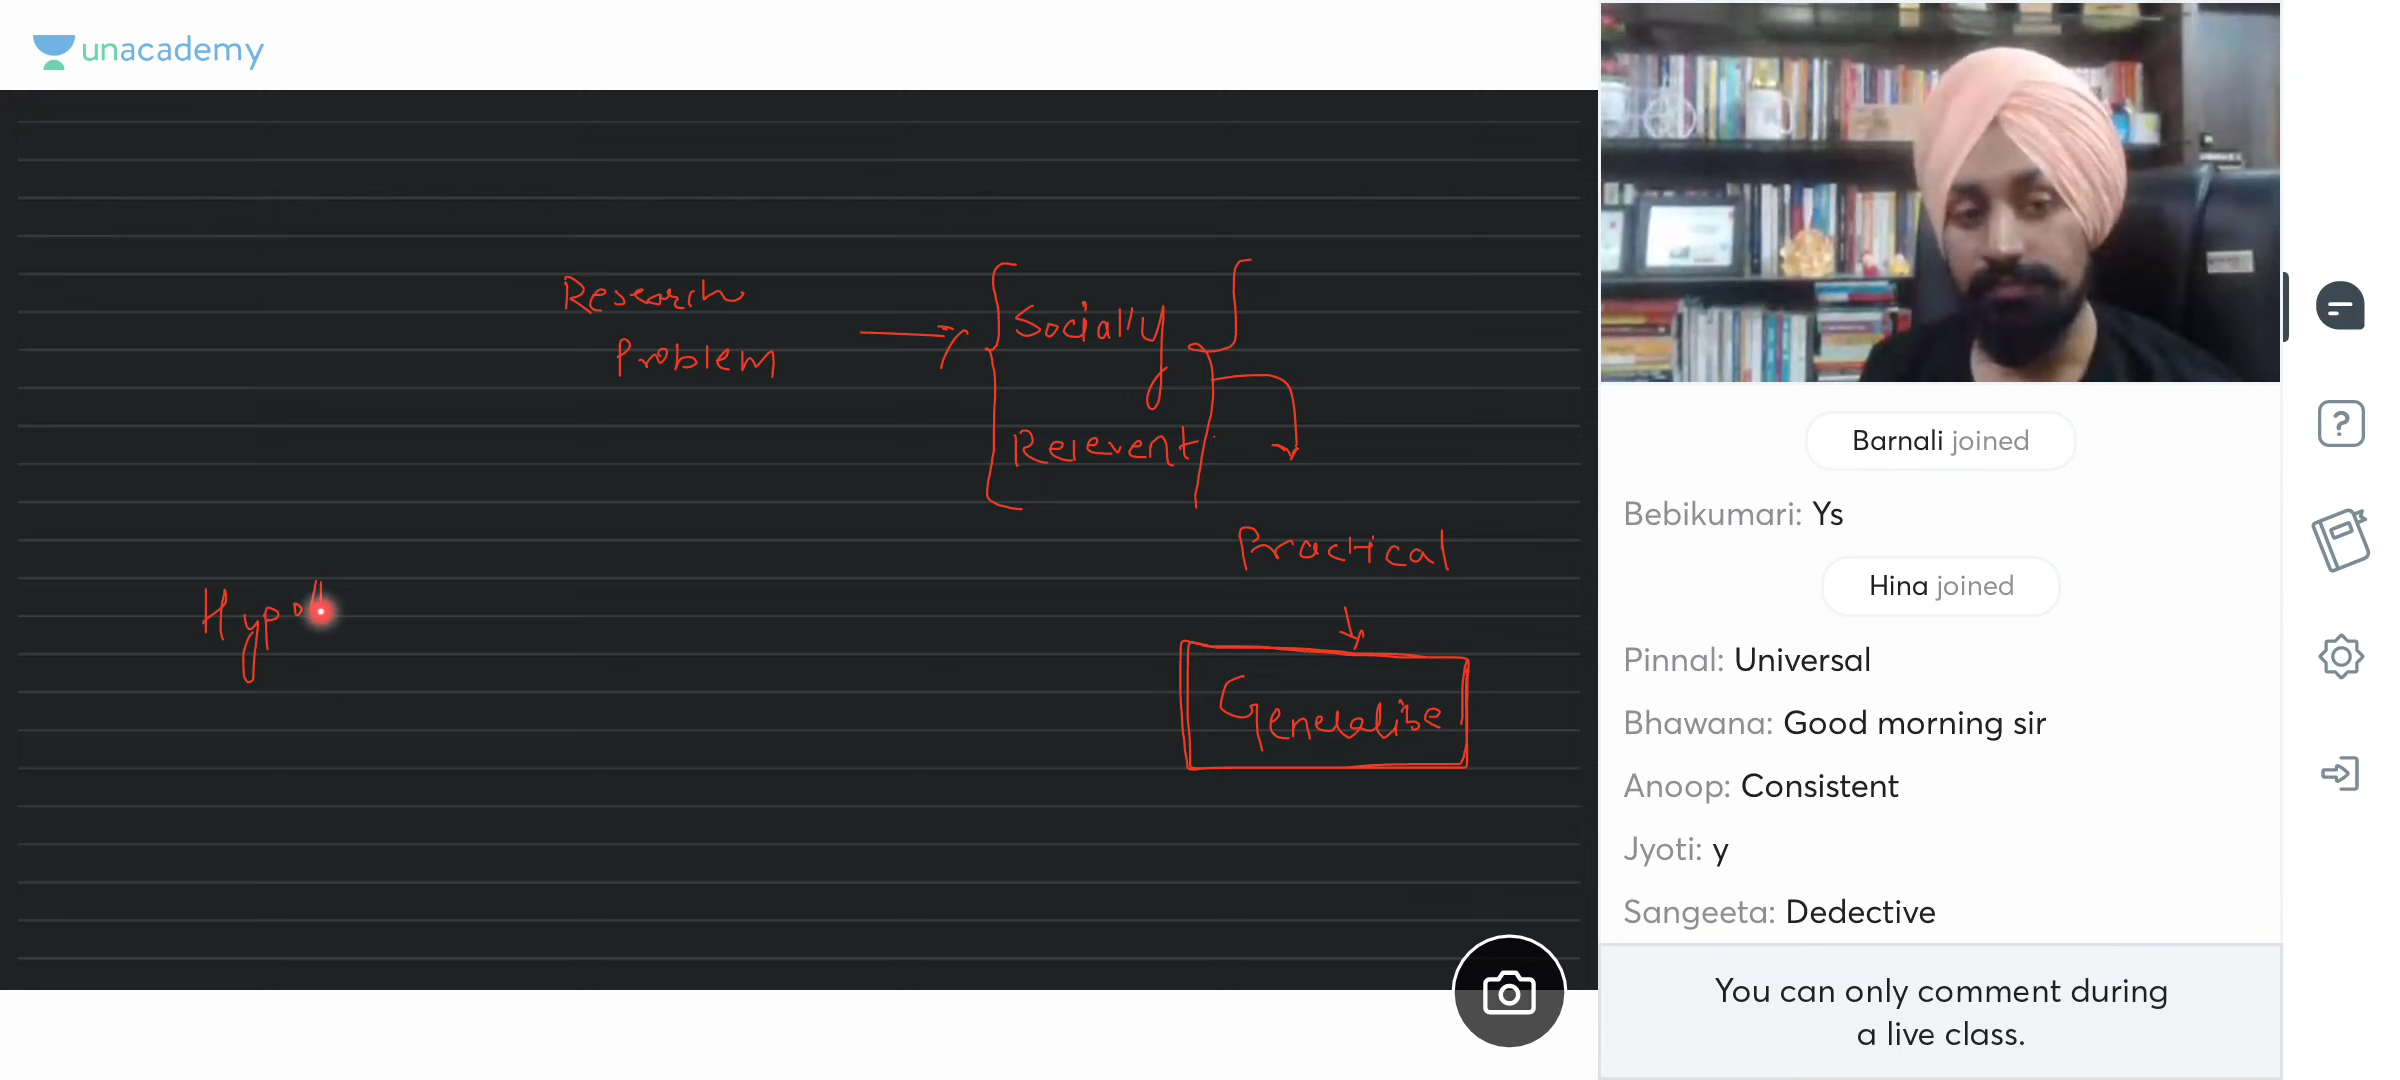 unacademy
Research
Problem
Socially
Relevent
Practical
Generalise
Hypoth
Barnali joined
Bebikumari: Ys
Hina joined
Pinnal: Universal
Bhawana: Good morning sir
Anoop: Consistent
Jyoti: y
Sangeeta: Dedective
You can only comment during
a live class.